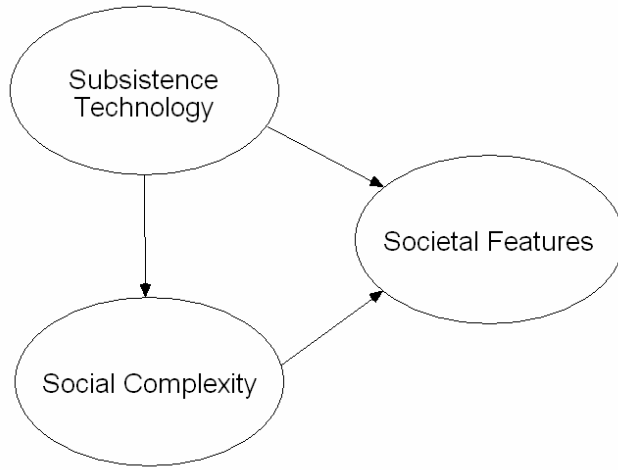 Subsistence
Technology
Societal Features
Social Complexity